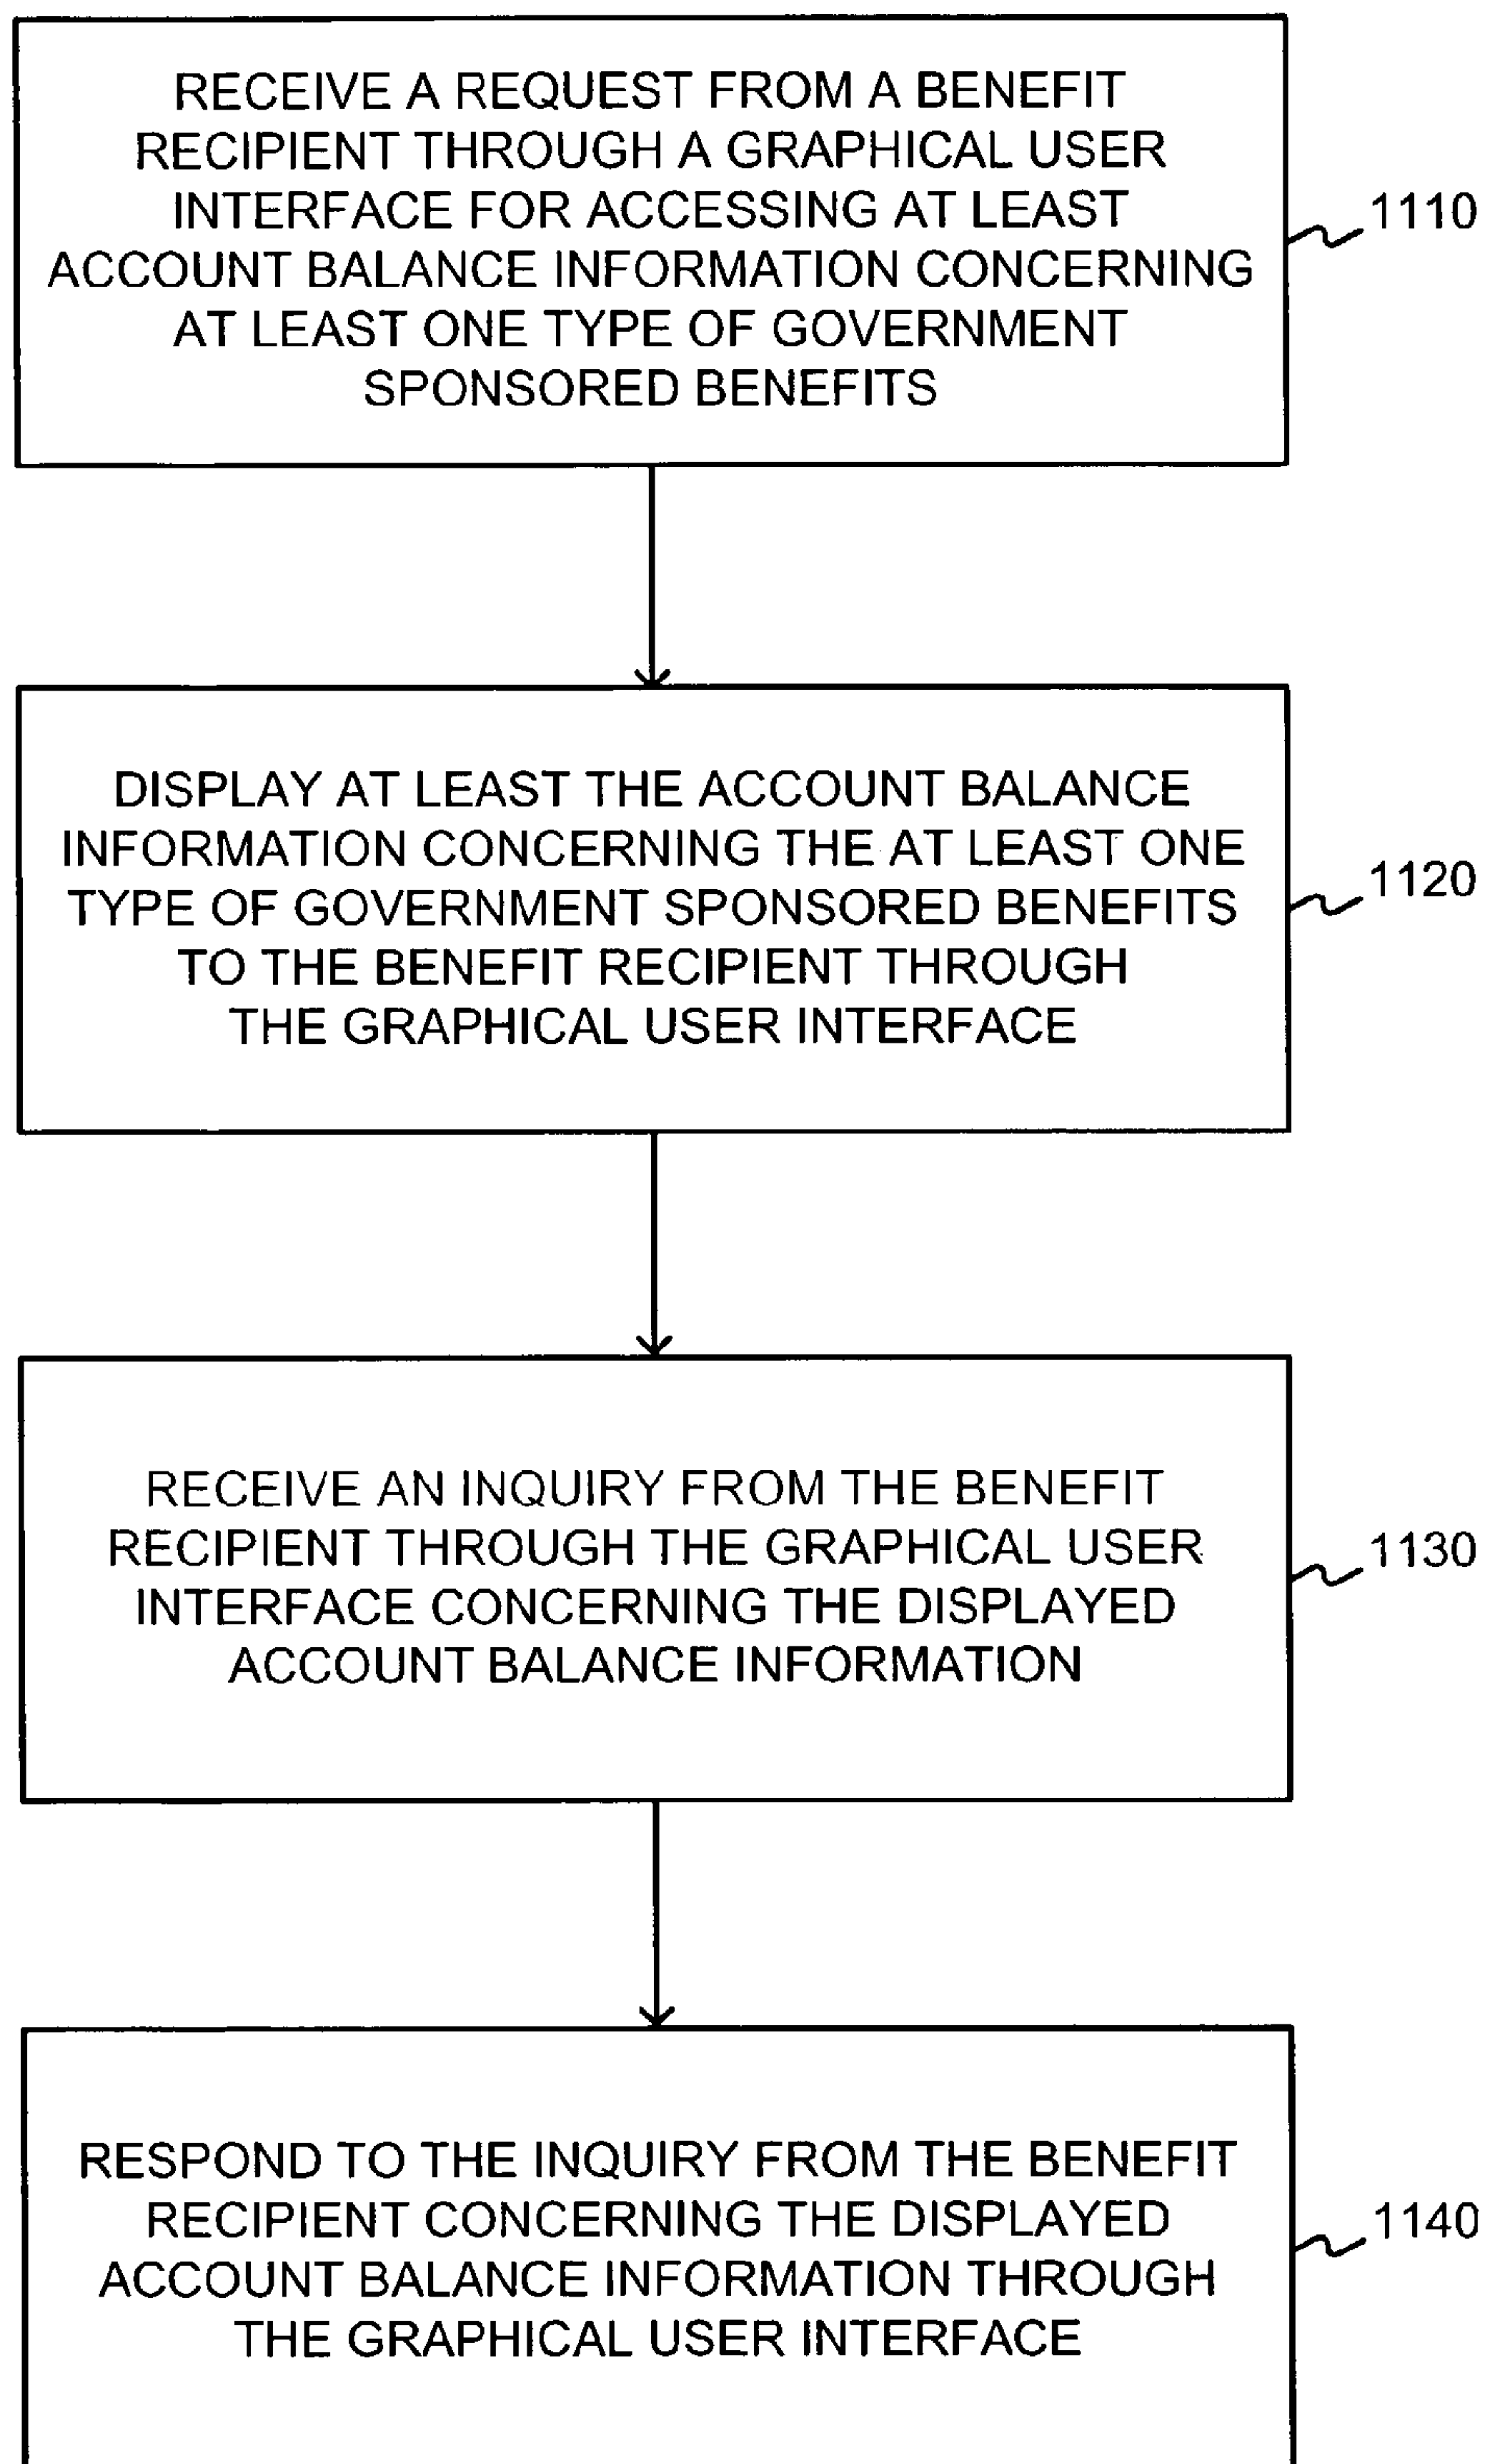 RECEIVE A REQUEST FROM A BENEFIT
RECIPIENT THROUGH A GRAPHICAL USER
INTERFACE FOR ACCESSING AT LEAST
ACCOUNT BALANCE INFORMATION CONCERNING
AT LEAST ONE TYPE OF GOVERNMENT
SPONSORED BENEFITS
1110
DISPLAY AT LEAST THE ACCOUNT BALANCE
INFORMATION CONCERNING THE AT LEAST ONE
TYPE OF GOVERNMENT SPONSORED BENEFITS
TO THE BENEFIT RECIPIENT THROUGH
THE GRAPHICAL USER INTERFACE
1120
RECEIVE AN INQUIRY FROM THE BENEFIT
RECIPIENT THROUGH THE GRAPHICAL USER
INTERFACE CONCERNING THE DISPLAYED
ACCOUNT BALANCE INFORMATION
1130
RESPOND TO THE INQUIRY FROM THE BENEFIT
RECIPIENT CONCERNING THE DISPLAYED
ACCOUNT BALANCE INFORMATION THROUGH
THE GRAPHICAL USER INTERFACE
1140